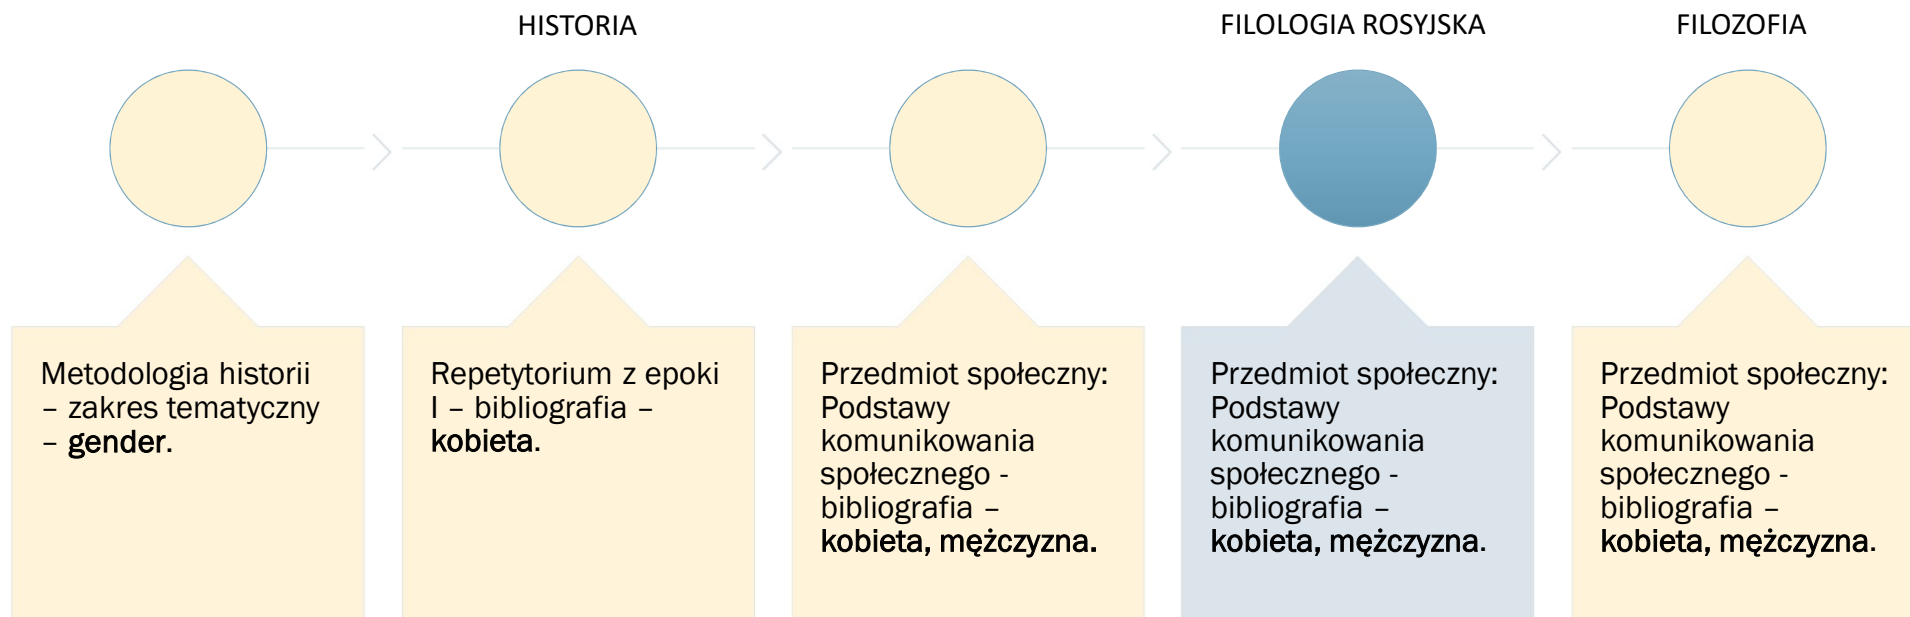 HISTORIA
FILOLOGIA ROSYJSKA
FILOZOFIA
Metodologia historii
– zakres tematyczny
– gender.
Repetytorium z epoki
I – bibliografia –
kobieta.
Przedmiot społeczny:
Podstawy
komunikowania
społecznego -
bibliografia –
kobieta, mężczyzna.
Przedmiot społeczny:
Podstawy
komunikowania
społecznego -
bibliografia –
kobieta, mężczyzna.
Przedmiot społeczny:
Podstawy
komunikowania
społecznego -
bibliografia –
kobieta, mężczyzna.